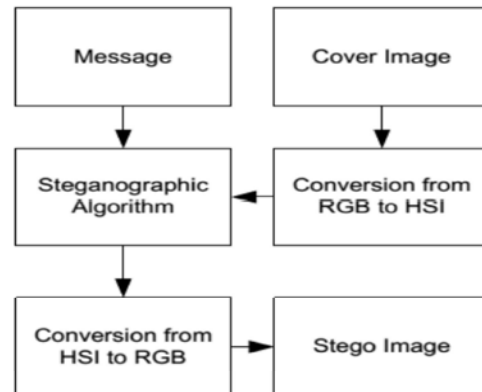 Message
Cover Image
Steganographic
Algorithm
Conversion from
RGB to HSI
Conversion from
HSI to RGB
Stego Image